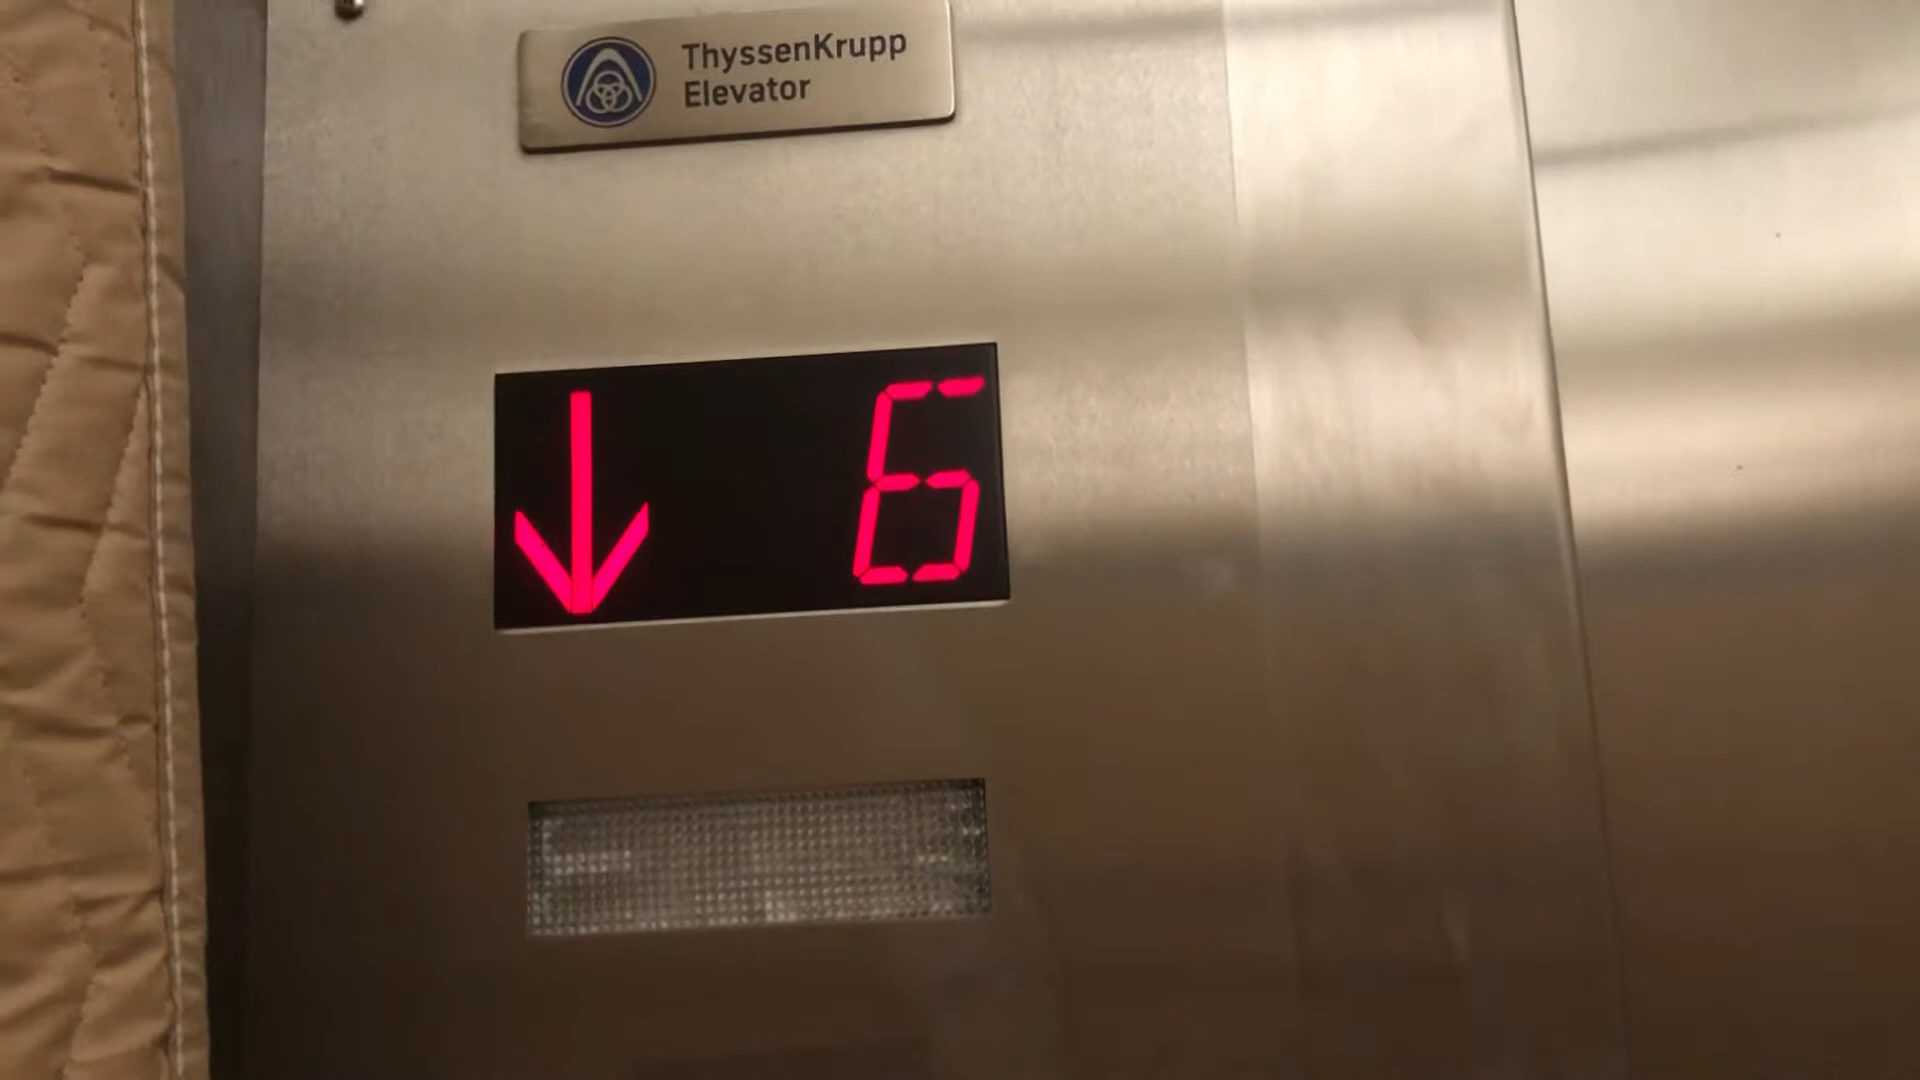 ThyssenKrupp
Elevator
↓ 6